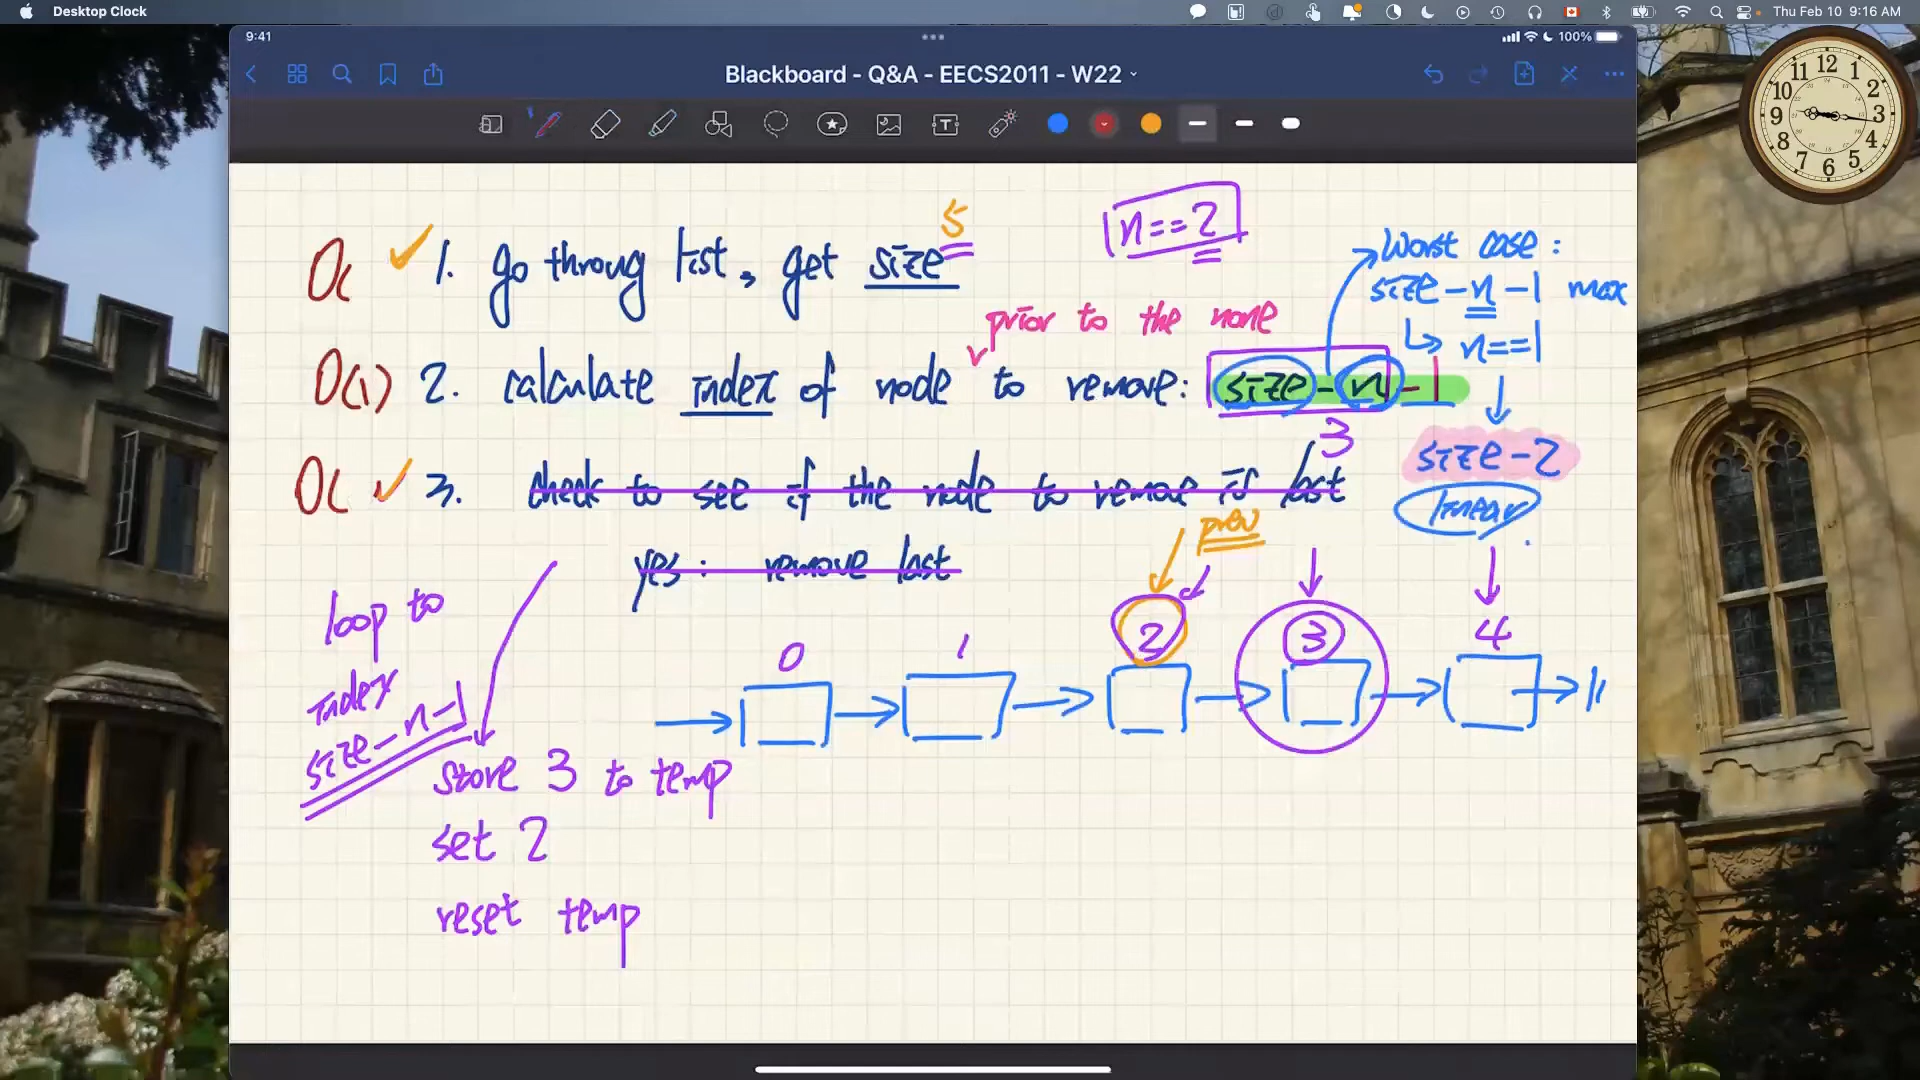 Desktop Clock
Thu Feb 10 9:16 AM
9:41
100%
Blackboard - Q&A - EECS2011 - W22
5
n==2
O(
1. go throug list, get size
Worst case:
size-n-1 max
n==1
prior to the none
O(1)
2. calculate index of node to remove: size-n-1
3
size-2
linear
O(
3. check to see if the node to remove is last
yes: remove last
prev
loop to
index
size-n-1
0
1
2
3
4
store 3 to temp
set 2
reset temp
12
1
2
3
4
5
6
7
8
9
10
11